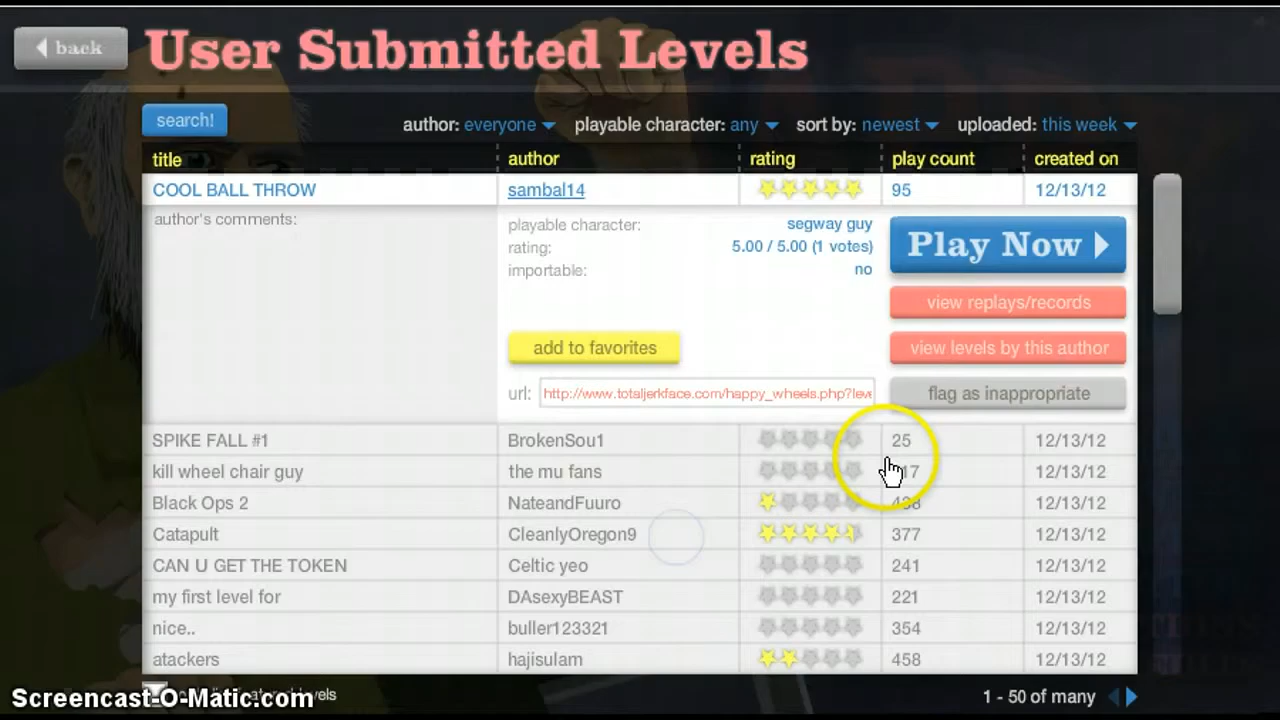 back
User Submitted Levels
search!
author: everyone
playable character: any
sort by: newest
uploaded: this week
title author rating play count created on
COOL BALL THROW sambal14 95 12/13/12
author's comments:
playable character: segway guy
rating: 5.00 / 5.00 (1 votes)
importable: no
Play Now
view replays/records
add to favorites
view levels by this author
url: http://www.totaljerkface.com/happy_wheels.php?lev
flag as inappropriate
SPIKE FALL #1 BrokenSou1 25 12/13/12
kill wheel chair guy the mu fans 12/13/12
Black Ops 2 NateandFuuro 12/13/12
Catapult CleanlyOregon9 377 12/13/12
CAN U GET THE TOKEN Celtic yeo 241 12/13/12
my first level for DAsexyBEAST 221 12/13/12
nice.. buller123321 354 12/13/12
atackers hajisulam 458 12/13/12
Screencast-O-Matic.com
levels
1 - 50 of many